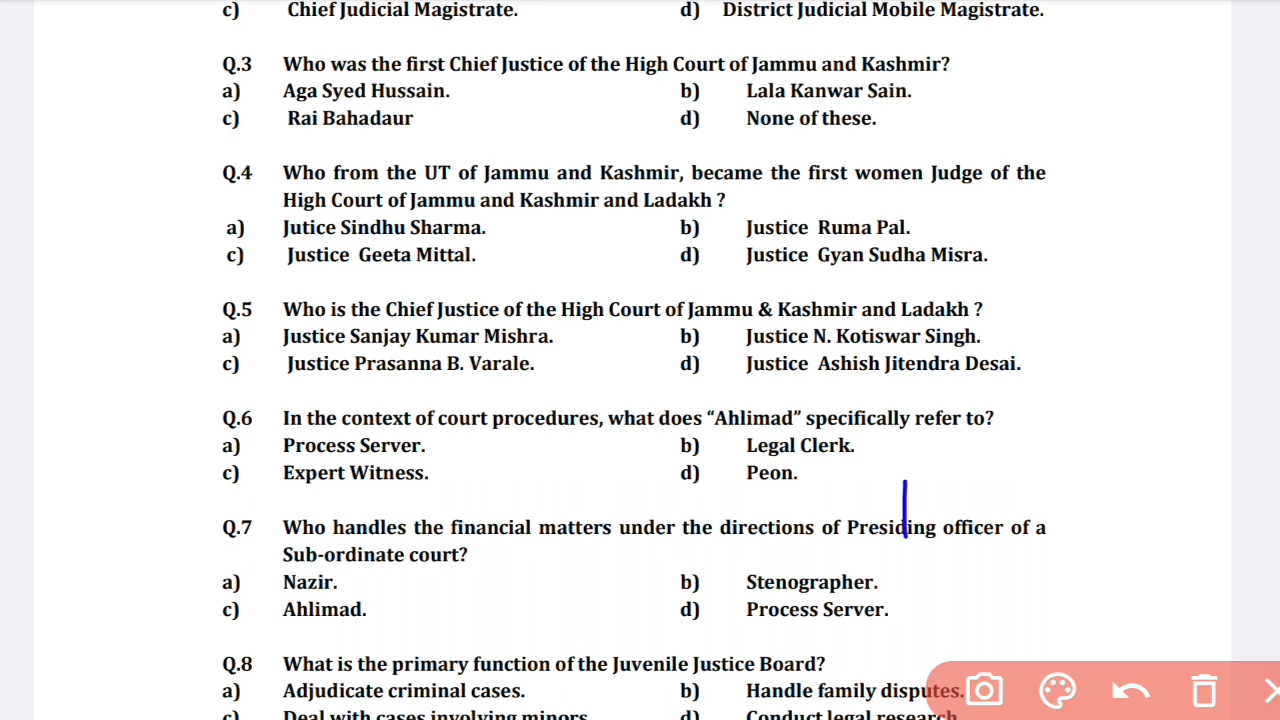 c) Chief Judicial Magistrate. d) District Judicial Mobile Magistrate.
Q.3 Who was the first Chief Justice of the High Court of Jammu and Kashmir?
a) Aga Syed Hussain. b) Lala Kanwar Sain.
c) Rai Bahadaur d) None of these.
Q.4 Who from the UT of Jammu and Kashmir, became the first women Judge of the
High Court of Jammu and Kashmir and Ladakh ?
a) Jutice Sindhu Sharma. b) Justice Ruma Pal.
c) Justice Geeta Mittal. d) Justice Gyan Sudha Misra.
Q.5 Who is the Chief Justice of the High Court of Jammu & Kashmir and Ladakh ?
a) Justice Sanjay Kumar Mishra. b) Justice N. Kotiswar Singh.
c) Justice Prasanna B. Varale. d) Justice Ashish Jitendra Desai.
Q.6 In the context of court procedures, what does “Ahlimad” specifically refer to?
a) Process Server. b) Legal Clerk.
c) Expert Witness. d) Peon.
Q.7 Who handles the financial matters under the directions of Presiding officer of a
Sub-ordinate court?
a) Nazir. b) Stenographer.
c) Ahlimad. d) Process Server.
Q.8 What is the primary function of the Juvenile Justice Board?
a) Adjudicate criminal cases. b) Handle family disputes.
c) Deal with cases involving minors. d) Conduct legal research.